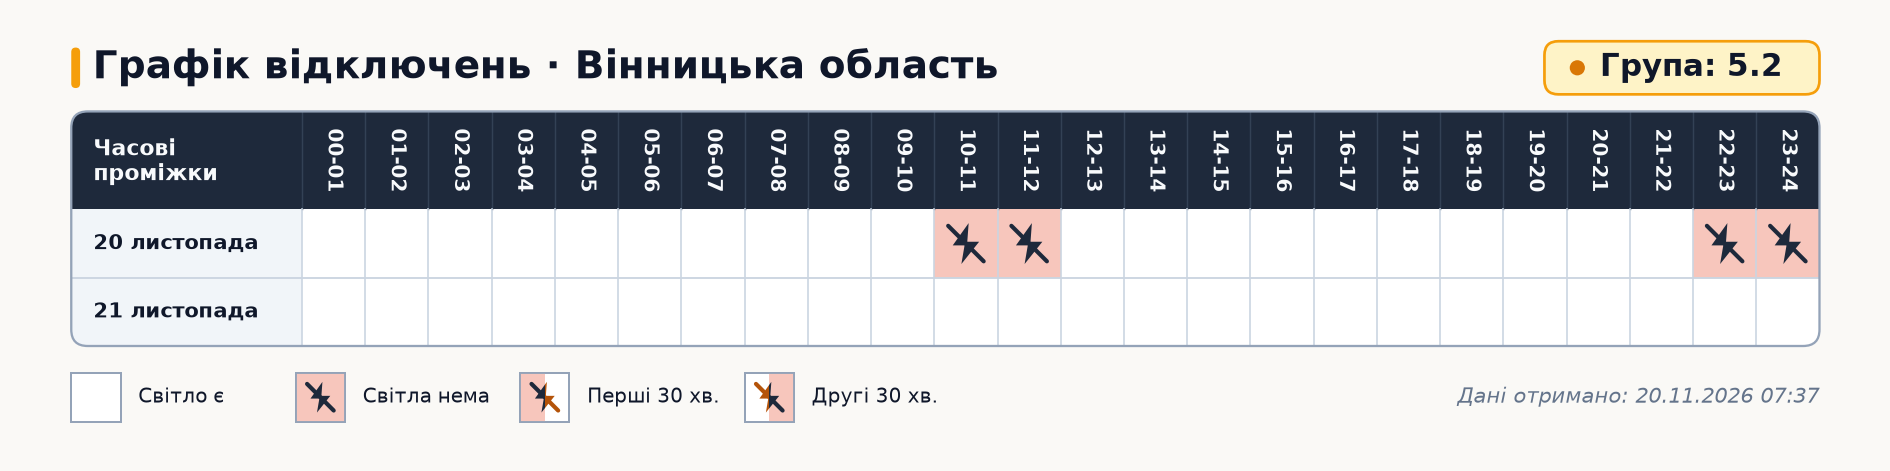 Графік відключень · Вінницька область
Група: 5.2
Часові
проміжки
00-01
01-02
02-03
03-04
04-05
05-06
06-07
07-08
08-09
09-10
10-11
11-12
12-13
13-14
14-15
15-16
16-17
17-18
18-19
19-20
20-21
21-22
22-23
23-24
20 листопада
21 листопада
Світло є
Світла нема
Перші 30 хв.
Другі 30 хв.
Дані отримано: 20.11.2026 07:37